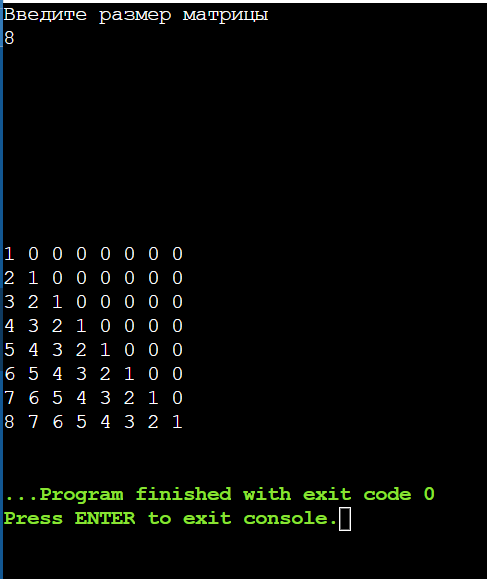 Введите размер матрицы
8
1 0 0 0 0 0 0 0
2 1 0 0 0 0 0 0
3 2 1 0 0 0 0 0
4 3 2 1 0 0 0 0
5 4 3 2 1 0 0 0
6 5 4 3 2 1 0 0
7 6 5 4 3 2 1 0
8 7 6 5 4 3 2 1
...Program finished with exit code 0
Press ENTER to exit console.